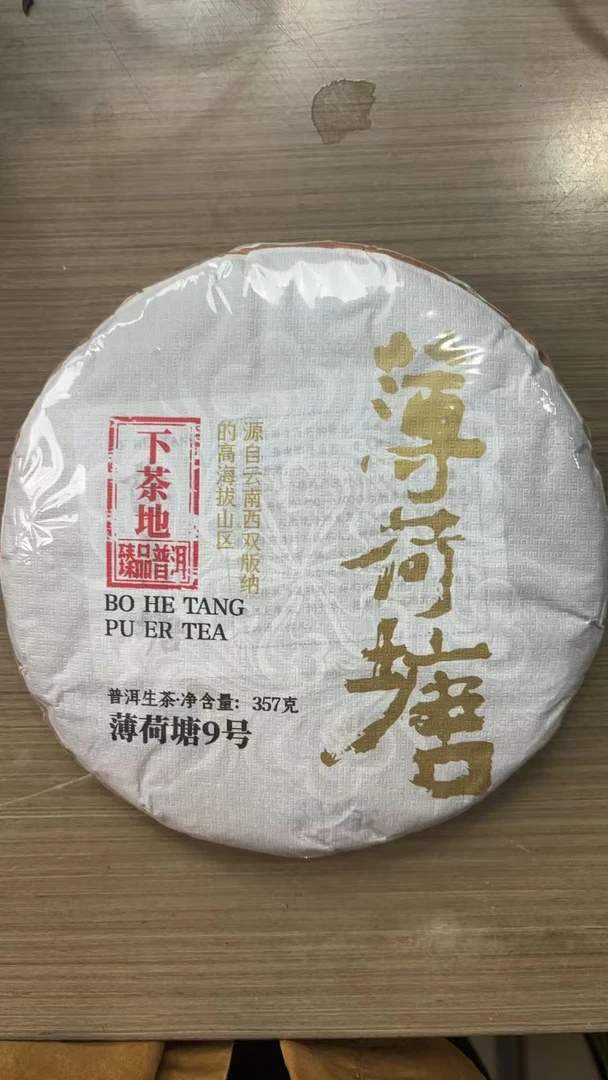 薄荷塘
源自云南西双版纳
的高海拔山区
下茶地
臻品普洱
BO HE TANG
PU ER TEA
普洱生茶·净含量：357克
薄荷塘9号